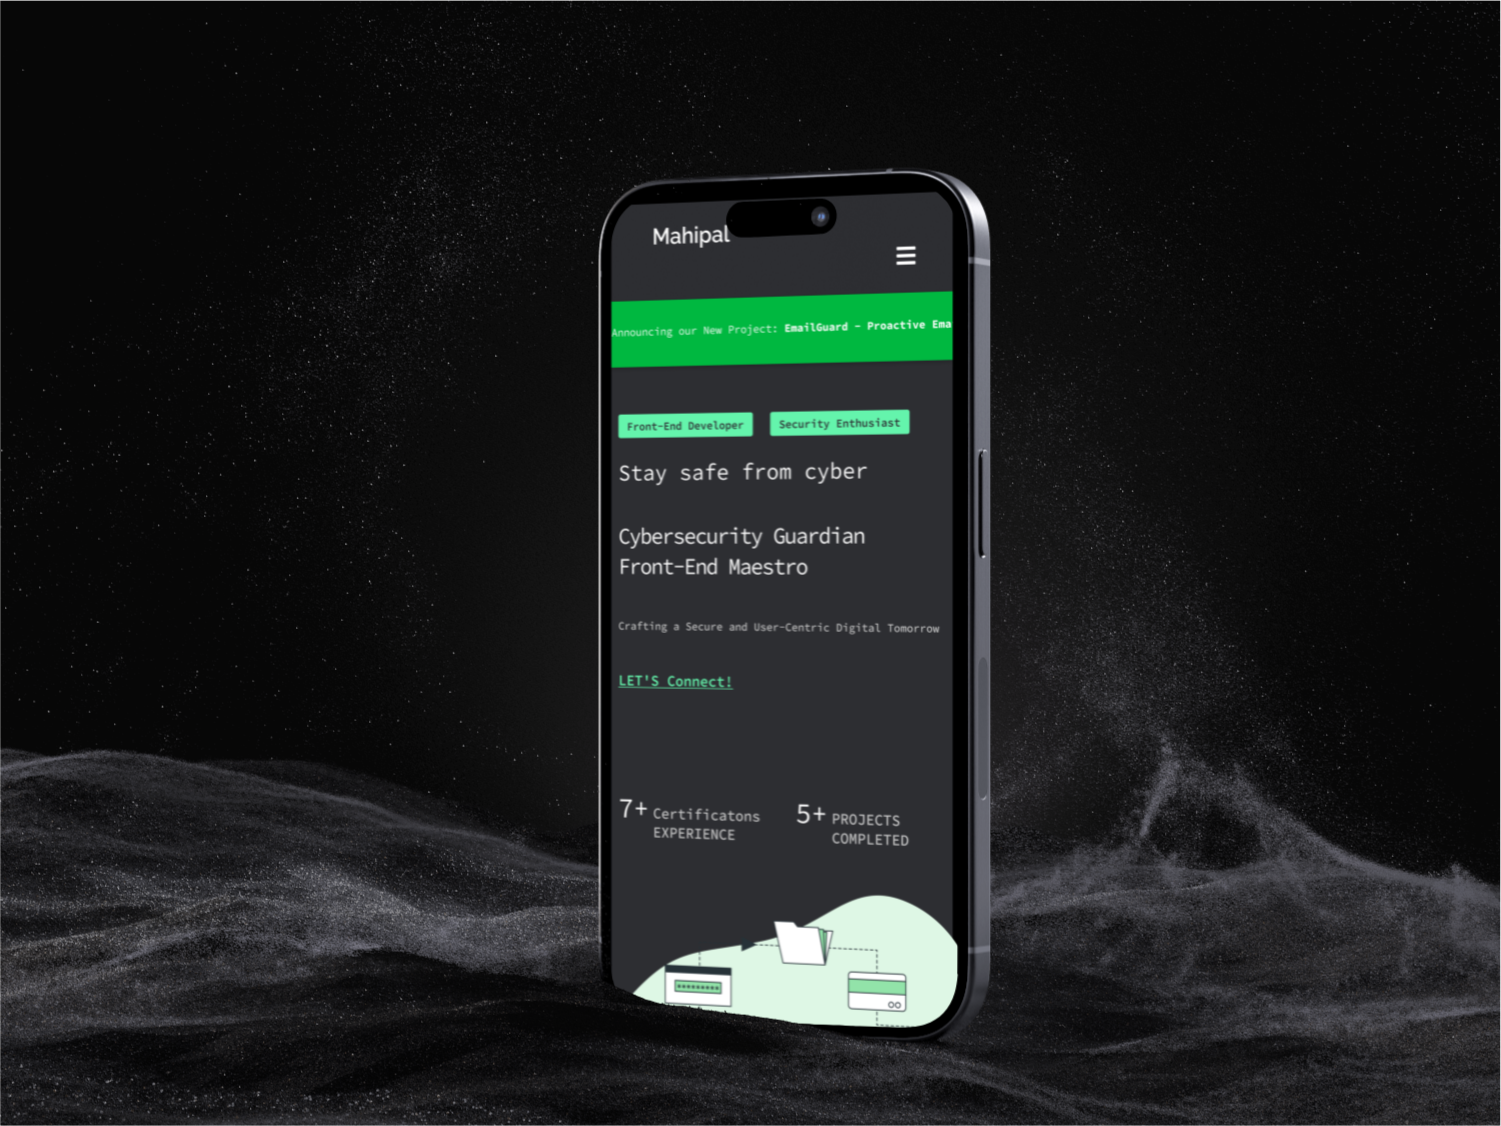 Mahipal
Announcing our New Project: EmailGuard - Proactive Ema
Front-End Developer
Security Enthusiast
Stay safe from cyber
Cybersecurity Guardian
Front-End Maestro
Crafting a Secure and User-Centric Digital Tomorrow
LET'S Connect!
7+ Certificatons
EXPERIENCE
5+ PROJECTS
COMPLETED